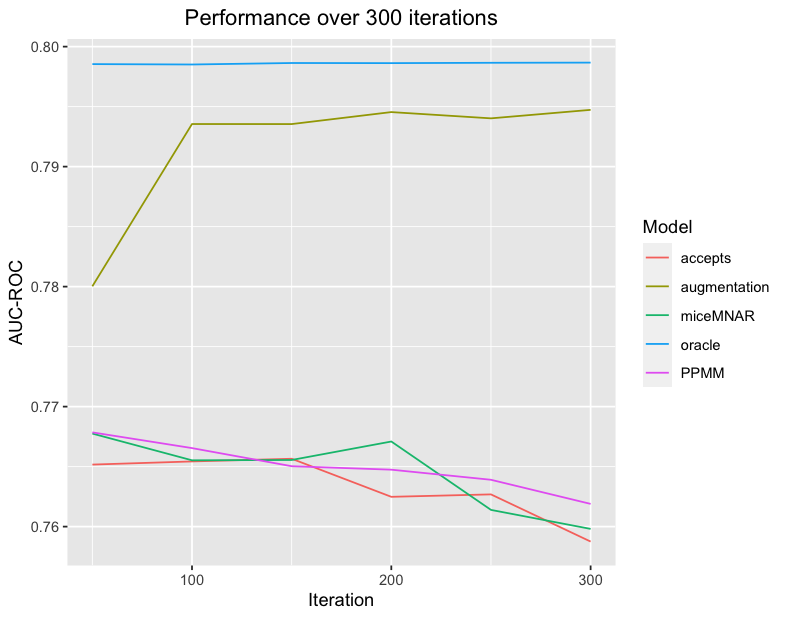 Performance over 300 iterations
AUC-ROC
0.80
0.79
0.78
0.77
0.76
100
200
300
Iteration
Model
accepts
augmentation
miceMNAR
oracle
PPMM